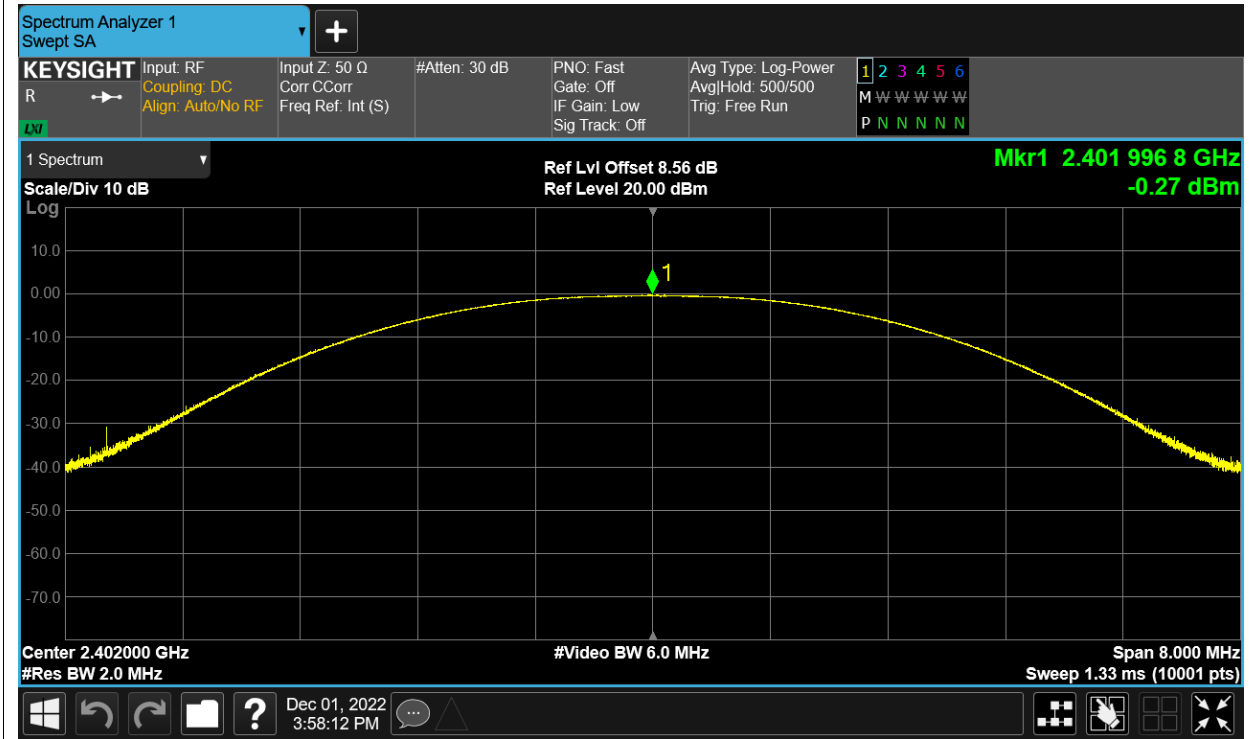 Spectrum Analyzer 1
Swept SA
KEYSIGHT
R
LXI
Input: RF
Coupling: DC
Align: Auto/No RF
Input Z: 50 Ω
Corr CCorr
Freq Ref: Int (S)
#Atten: 30 dB
PNO: Fast
Gate: Off
IF Gain: Low
Sig Track: Off
Avg Type: Log-Power
Avg|Hold: 500/500
Trig: Free Run
1 2 3 4 5 6
M W W W W W W
P N N N N N N
1 Spectrum
Scale/Div 10 dB
Log
Ref Lvl Offset 8.56 dB
Ref Level 20.00 dBm
Mkr1 2.401 996 8 GHz
-0.27 dBm
1
10.0
0.00
-10.0
-20.0
-30.0
-40.0
-50.0
-60.0
-70.0
Center 2.402000 GHz
#Res BW 2.0 MHz
#Video BW 6.0 MHz
Span 8.000 MHz
Sweep 1.33 ms (10001 pts)
?
Dec 01, 2022
3:58:12 PM